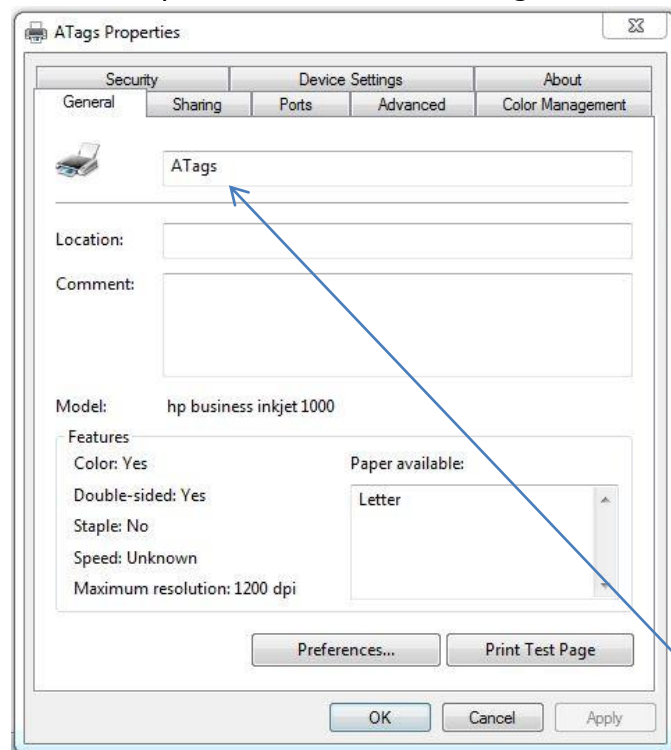 ATags Properties
Security Device Settings About
General Sharing Ports Advanced Color Management
ATags
Location:
Comment:
Model: hp business inkjet 1000
Features
Color: Yes Paper available:
Double-sided: Yes Letter
Staple: No
Speed: Unknown
Maximum resolution: 1200 dpi
Preferences... Print Test Page
OK Cancel Apply